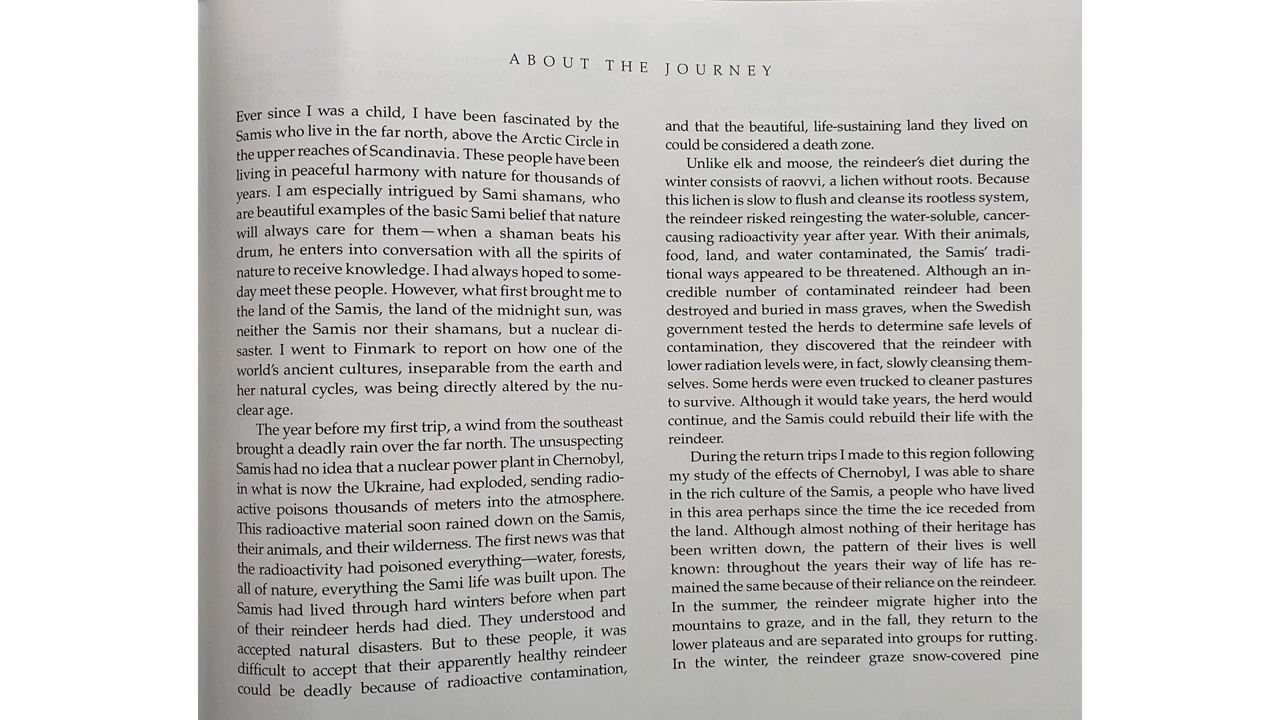 ABOUT THE JOURNEY
Ever since I was a child, I have been fascinated by the
Samis who live in the far north, above the Arctic Circle in
the upper reaches of Scandinavia. These people have been
living in peaceful harmony with nature for thousands of
years. I am especially intrigued by Sami shamans, who
are beautiful examples of the basic Sami belief that nature
will always care for them—when a shaman beats his
drum, he enters into conversation with all the spirits of
nature to receive knowledge. I had always hoped to some-
day meet these people. However, what first brought me to
the land of the Samis, the land of the midnight sun, was
neither the Samis nor their shamans, but a nuclear di-
saster. I went to Finmark to report on how one of the
world's ancient cultures, inseparable from the earth and
her natural cycles, was being directly altered by the nu-
clear age.
The year before my first trip, a wind from the southeast
brought a deadly rain over the far north. The unsuspecting
Samis had no idea that a nuclear power plant in Chernobyl,
in what is now the Ukraine, had exploded, sending radio-
active poisons thousands of meters into the atmosphere.
This radioactive material soon rained down on the Samis,
their animals, and their wilderness. The first news was that
the radioactivity had poisoned everything—water, forests,
all of nature, everything the Sami life was built upon. The
Samis had lived through hard winters before when part
of their reindeer herds had died. They understood and
accepted natural disasters. But to these people, it was
difficult to accept that their apparently healthy reindeer
could be deadly because of radioactive contamination,
and that the beautiful, life-sustaining land they lived on
could be considered a death zone.
Unlike elk and moose, the reindeer's diet during the
winter consists of raovvi, a lichen without roots. Because
this lichen is slow to flush and cleanse its rootless system,
the reindeer risked reingesting the water-soluble, cancer-
causing radioactivity year after year. With their animals,
food, land, and water contaminated, the Samis' tradi-
tional ways appeared to be threatened. Although an in-
credible number of contaminated reindeer had been
destroyed and buried in mass graves, when the Swedish
government tested the herds to determine safe levels of
contamination, they discovered that the reindeer with
lower radiation levels were, in fact, slowly cleansing them-
selves. Some herds were even trucked to cleaner pastures
to survive. Although it would take years, the herd would
continue, and the Samis could rebuild their life with the
reindeer.
During the return trips I made to this region following
my study of the effects of Chernobyl, I was able to share
in the rich culture of the Samis, a people who have lived
in this area perhaps since the time the ice receded from
the land. Although almost nothing of their heritage has
been written down, the pattern of their lives is well
known: throughout the years their way of life has re-
mained the same because of their reliance on the reindeer.
In the summer, the reindeer migrate higher into the
mountains to graze, and in the fall, they return to the
lower plateaus and are separated into groups for rutting.
In the winter, the reindeer graze snow-covered pine